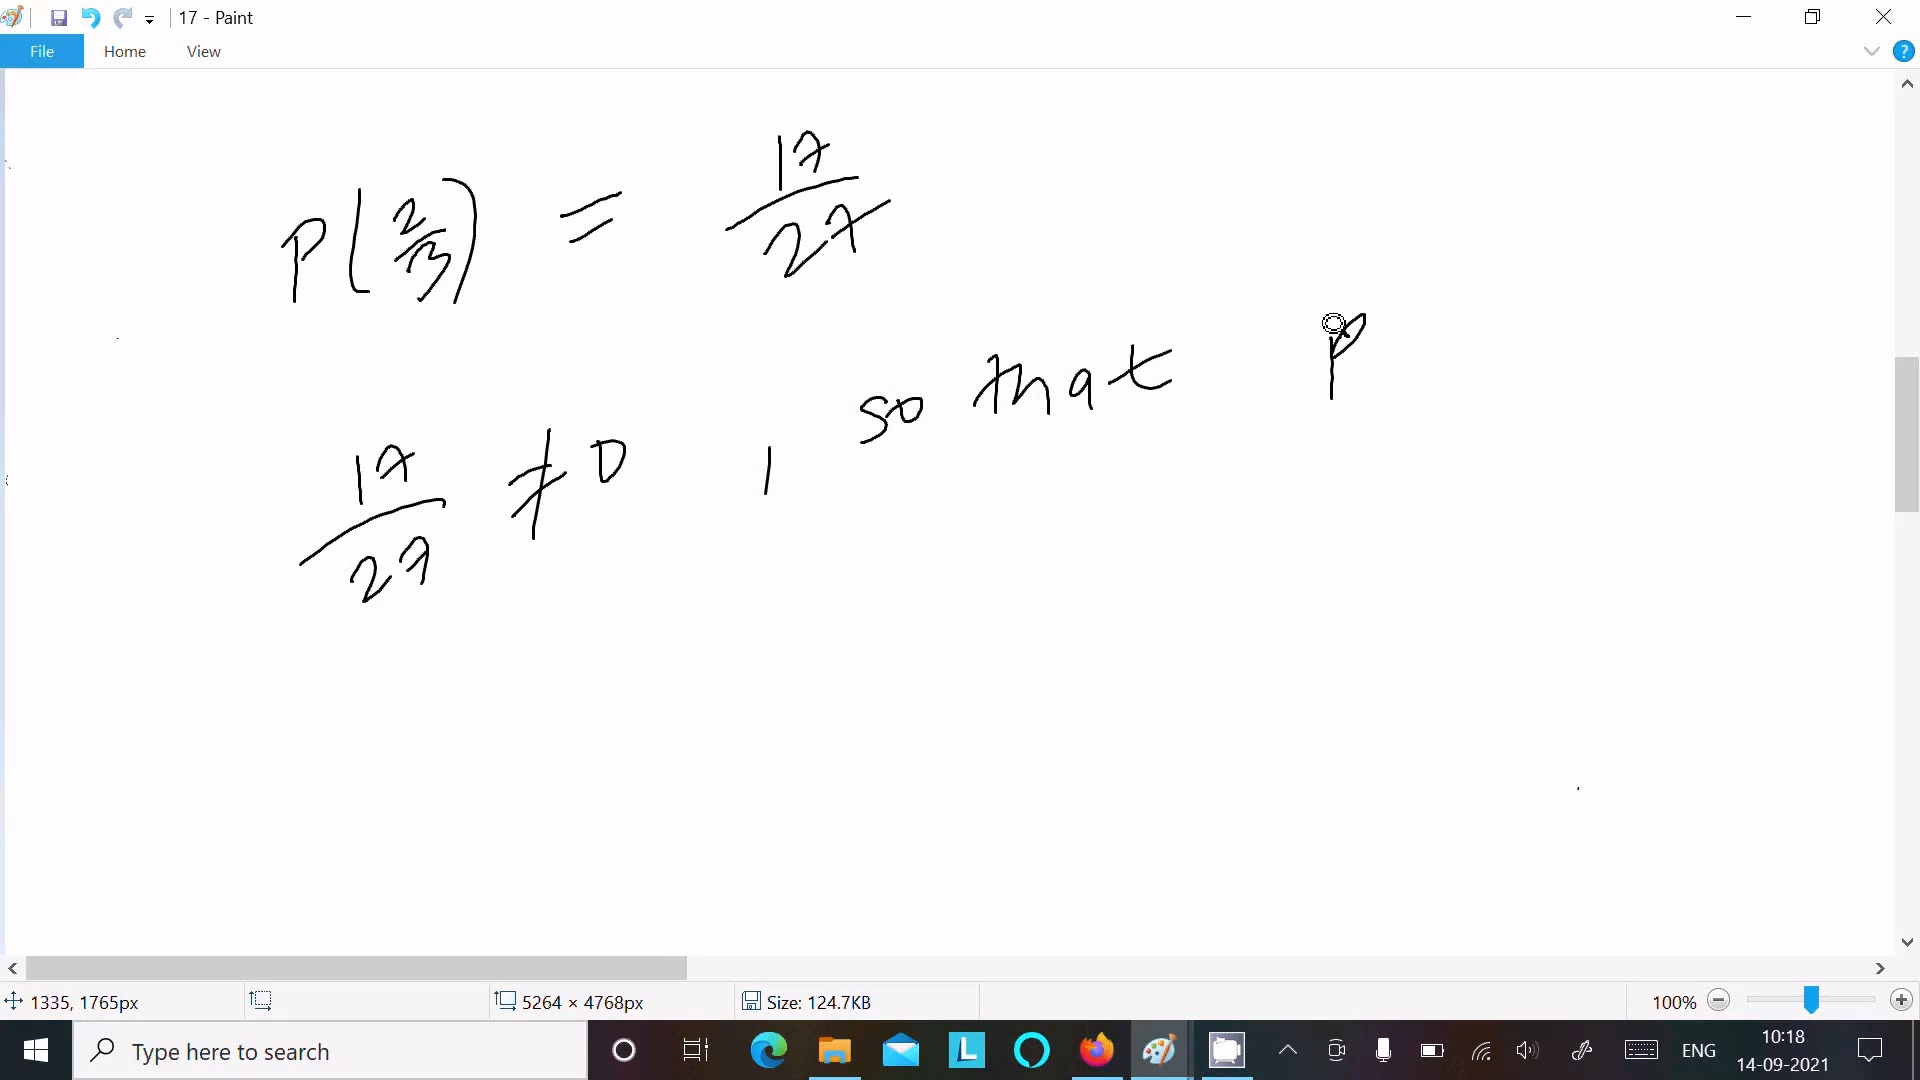 17 - Paint
File Home View
P(2/3) = 17/27
17/27 ≠ 0 , so that P
1335, 1765px 5264 × 4768px Size: 124.7KB 100%
Type here to search L ENG 10:18
14-09-2021